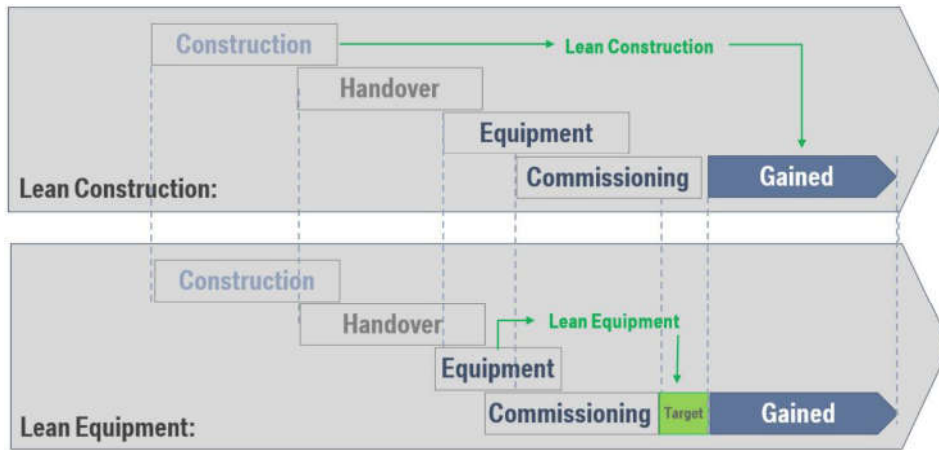 Construction
Lean Construction
Handover
Equipment
Commissioning
Gained
Lean Construction:
Construction
Handover
Lean Equipment
Equipment
Commissioning
Target
Gained
Lean Equipment: